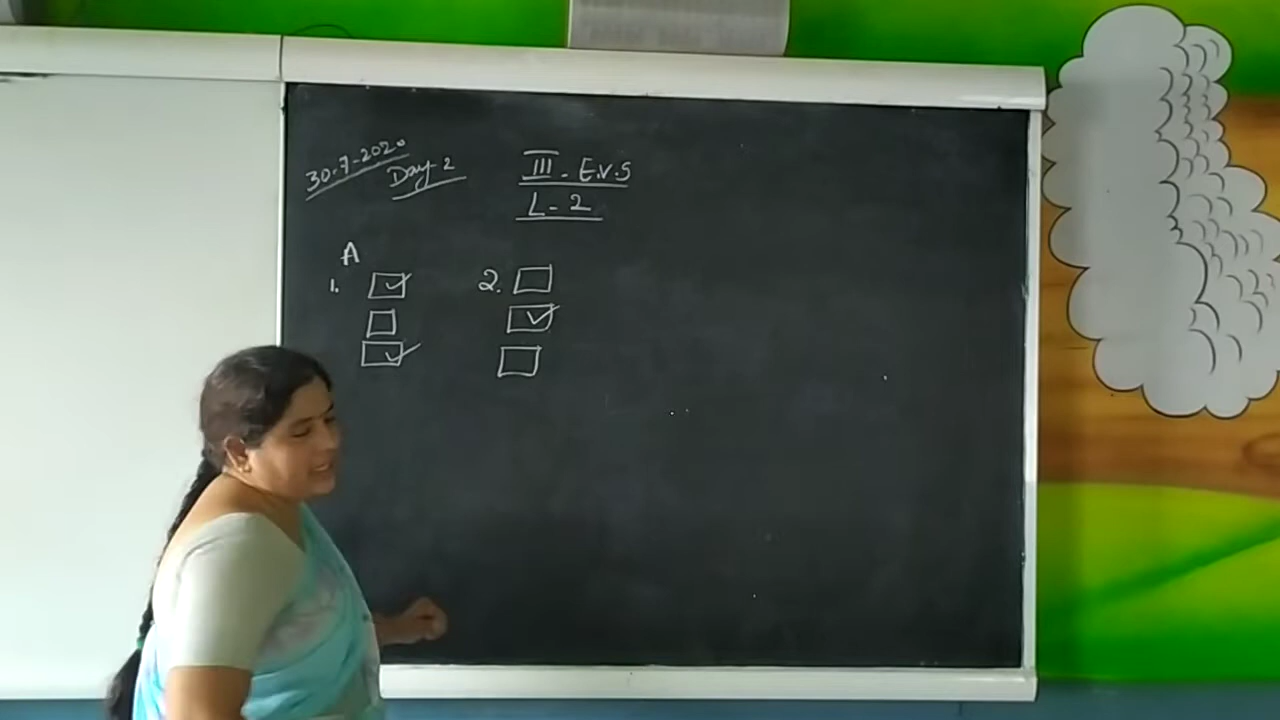 30-7-2020
Day-2
III - E.V.S
L - 2
A
1. ☑ 2. ☐
☐ ☑
☑ ☐